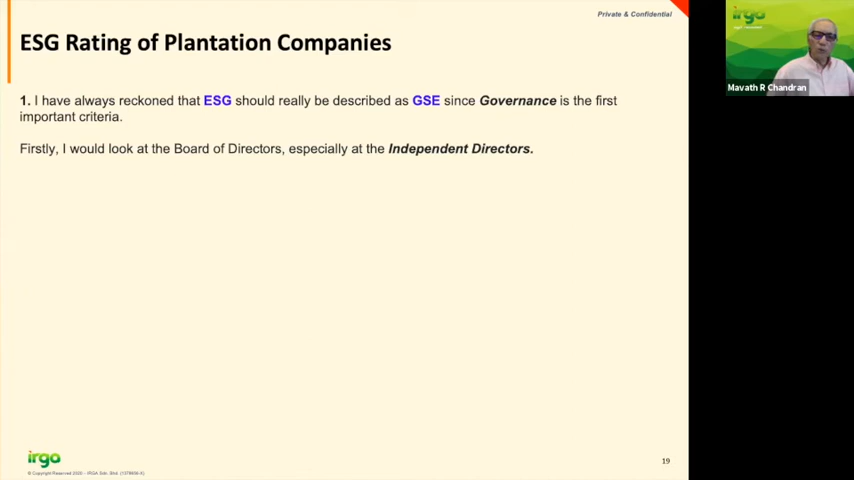 Private & Confidential
ESG Rating of Plantation Companies
1. I have always reckoned that ESG should really be described as GSE since Governance is the first
important criteria.
Firstly, I would look at the Board of Directors, especially at the Independent Directors.
irgo
19
irgo
Mavath R Chandran